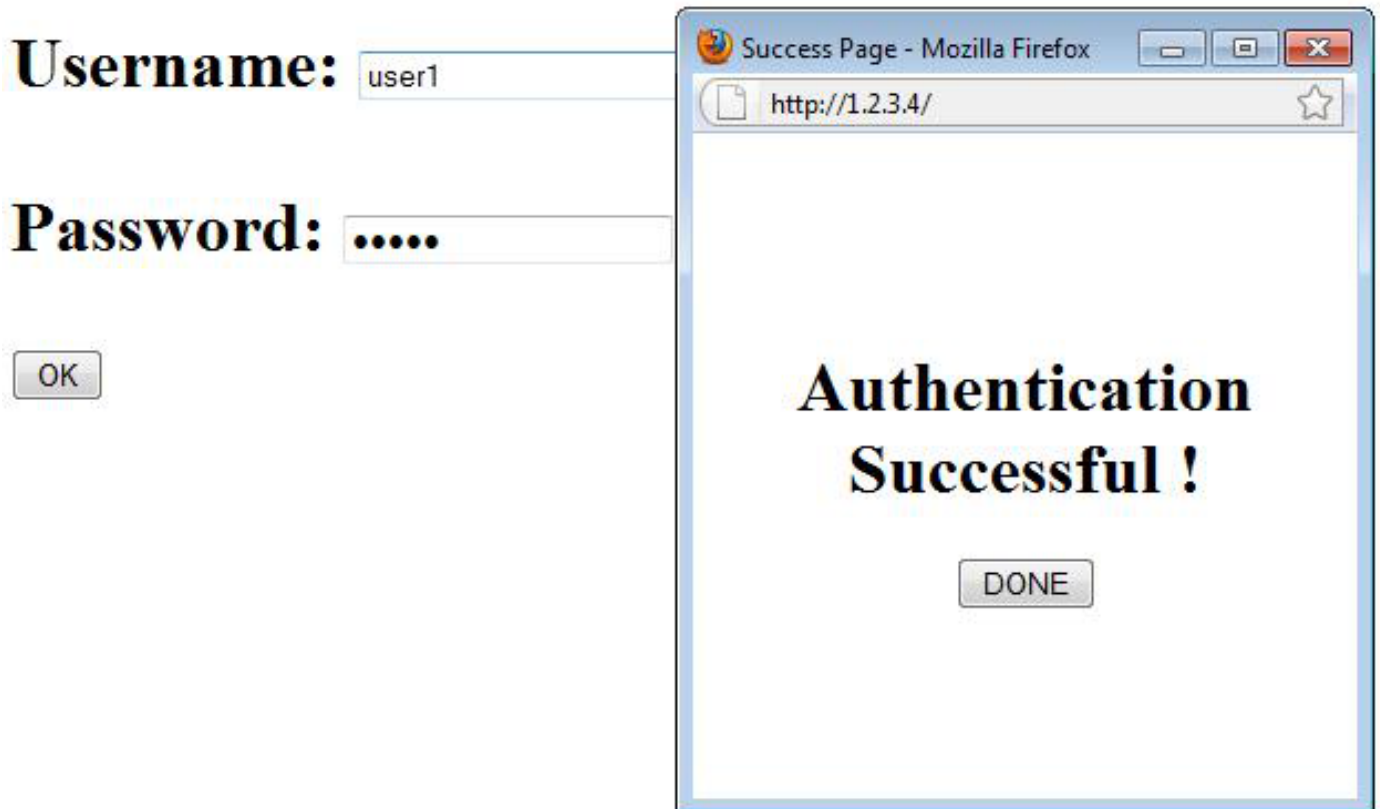 Username: user1
Password: •••••
OK
Success Page - Mozilla Firefox
http://1.2.3.4/
Authentication
Successful !
DONE